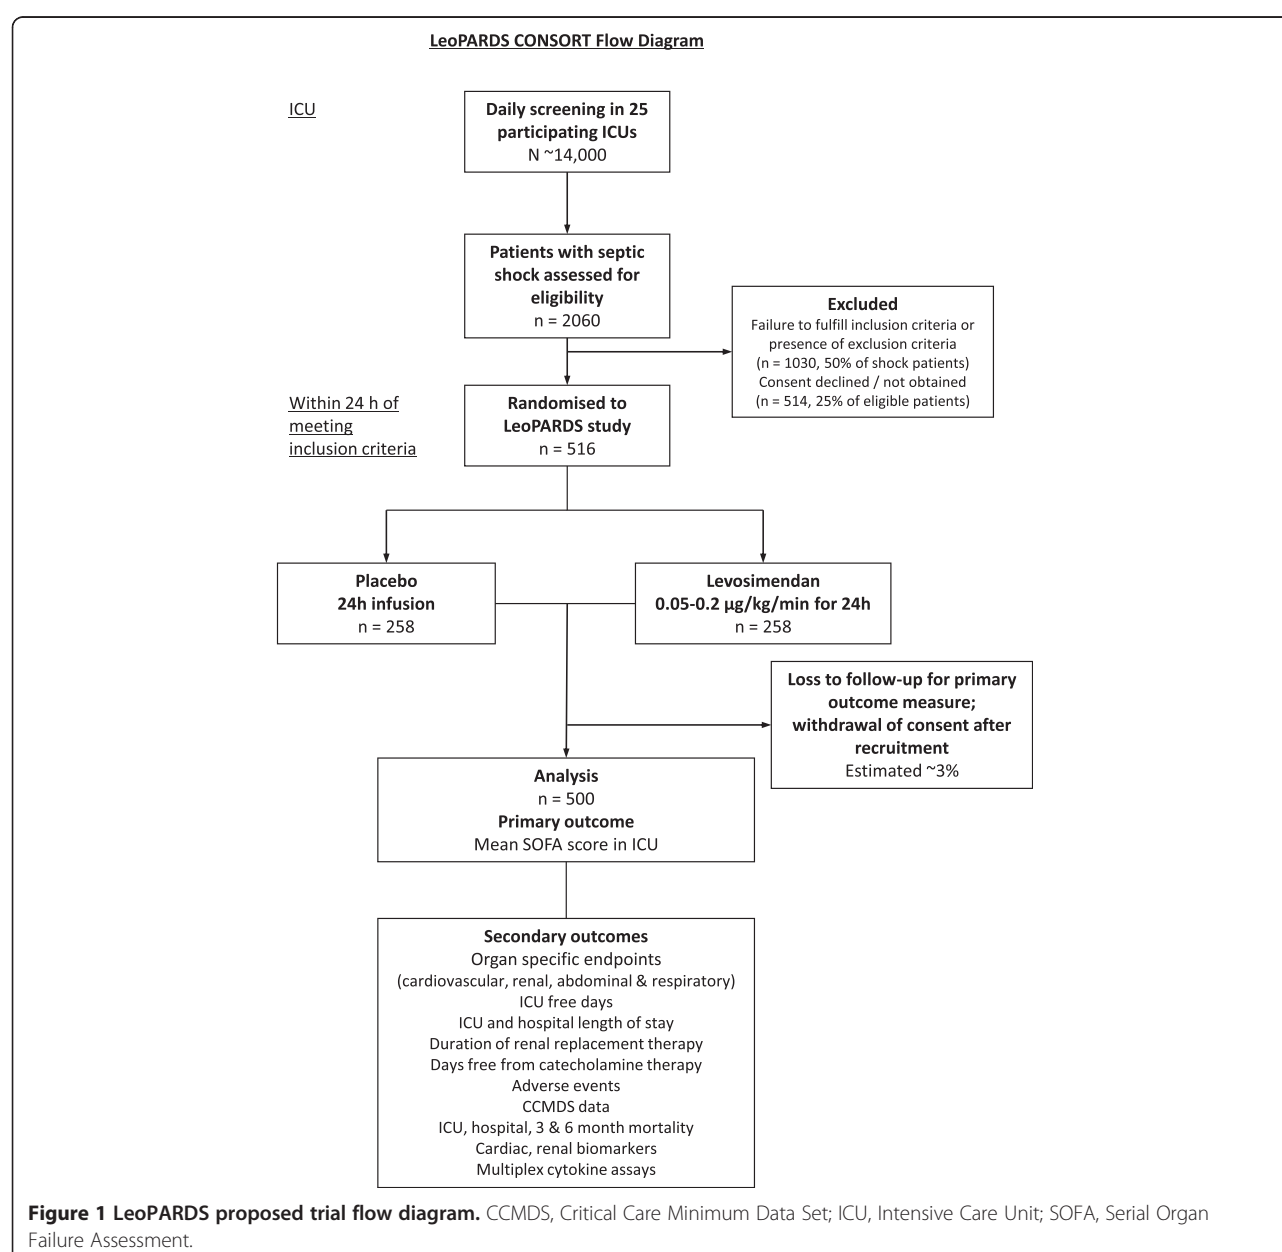 LeoPARDS CONSORT Flow Diagram
ICU
Daily screening in 25
participating ICUs
N ~14,000
Patients with septic
shock assessed for
eligibility
n = 2060
Excluded
Failure to fulfill inclusion criteria or
presence of exclusion criteria
(n = 1030, 50% of shock patients)
Consent declined / not obtained
(n = 514, 25% of eligible patients)
Within 24 h of
meeting
inclusion criteria
Randomised to
LeoPARDS study
n = 516
Placebo
24h infusion
n = 258
Levosimendan
0.05-0.2 µg/kg/min for 24h
n = 258
Loss to follow-up for primary
outcome measure;
withdrawal of consent after
recruitment
Estimated ~3%
Analysis
n = 500
Primary outcome
Mean SOFA score in ICU
Secondary outcomes
Organ specific endpoints
(cardiovascular, renal, abdominal & respiratory)
ICU free days
ICU and hospital length of stay
Duration of renal replacement therapy
Days free from catecholamine therapy
Adverse events
CCMDS data
ICU, hospital, 3 & 6 month mortality
Cardiac, renal biomarkers
Multiplex cytokine assays
Figure 1 LeoPARDS proposed trial flow diagram. CCMDS, Critical Care Minimum Data Set; ICU, Intensive Care Unit; SOFA, Serial Organ
Failure Assessment.